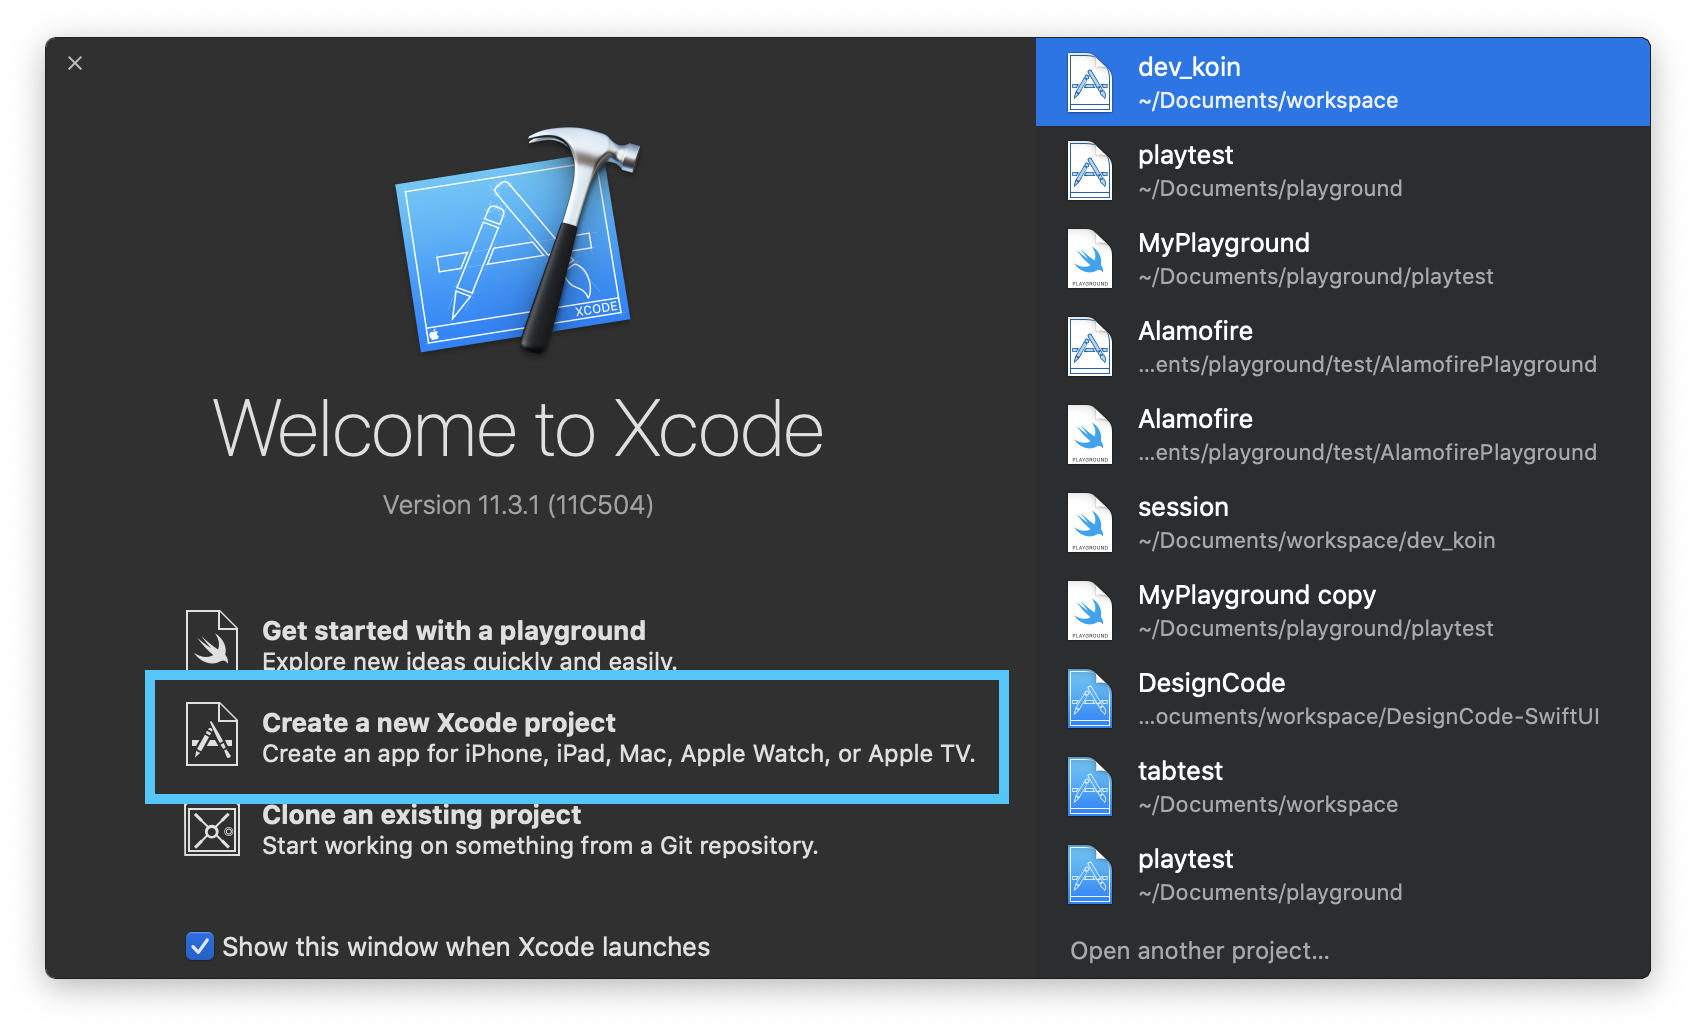 XCODE
Welcome to Xcode
Version 11.3.1 (11C504)
Get started with a playground
Explore new ideas quickly and easily.
Create a new Xcode project
Create an app for iPhone, iPad, Mac, Apple Watch, or Apple TV.
Clone an existing project
Start working on something from a Git repository.
Show this window when Xcode launches
dev_koin
~/Documents/workspace
playtest
~/Documents/playground
MyPlayground
~/Documents/playground/playtest
PLAYGROUND
Alamofire
...ents/playground/test/AlamofirePlayground
Alamofire
...ents/playground/test/AlamofirePlayground
PLAYGROUND
session
~/Documents/workspace/dev_koin
PLAYGROUND
MyPlayground copy
~/Documents/playground/playtest
PLAYGROUND
DesignCode
...ocuments/workspace/DesignCode-SwiftUI
tabtest
~/Documents/workspace
playtest
~/Documents/playground
Open another project...